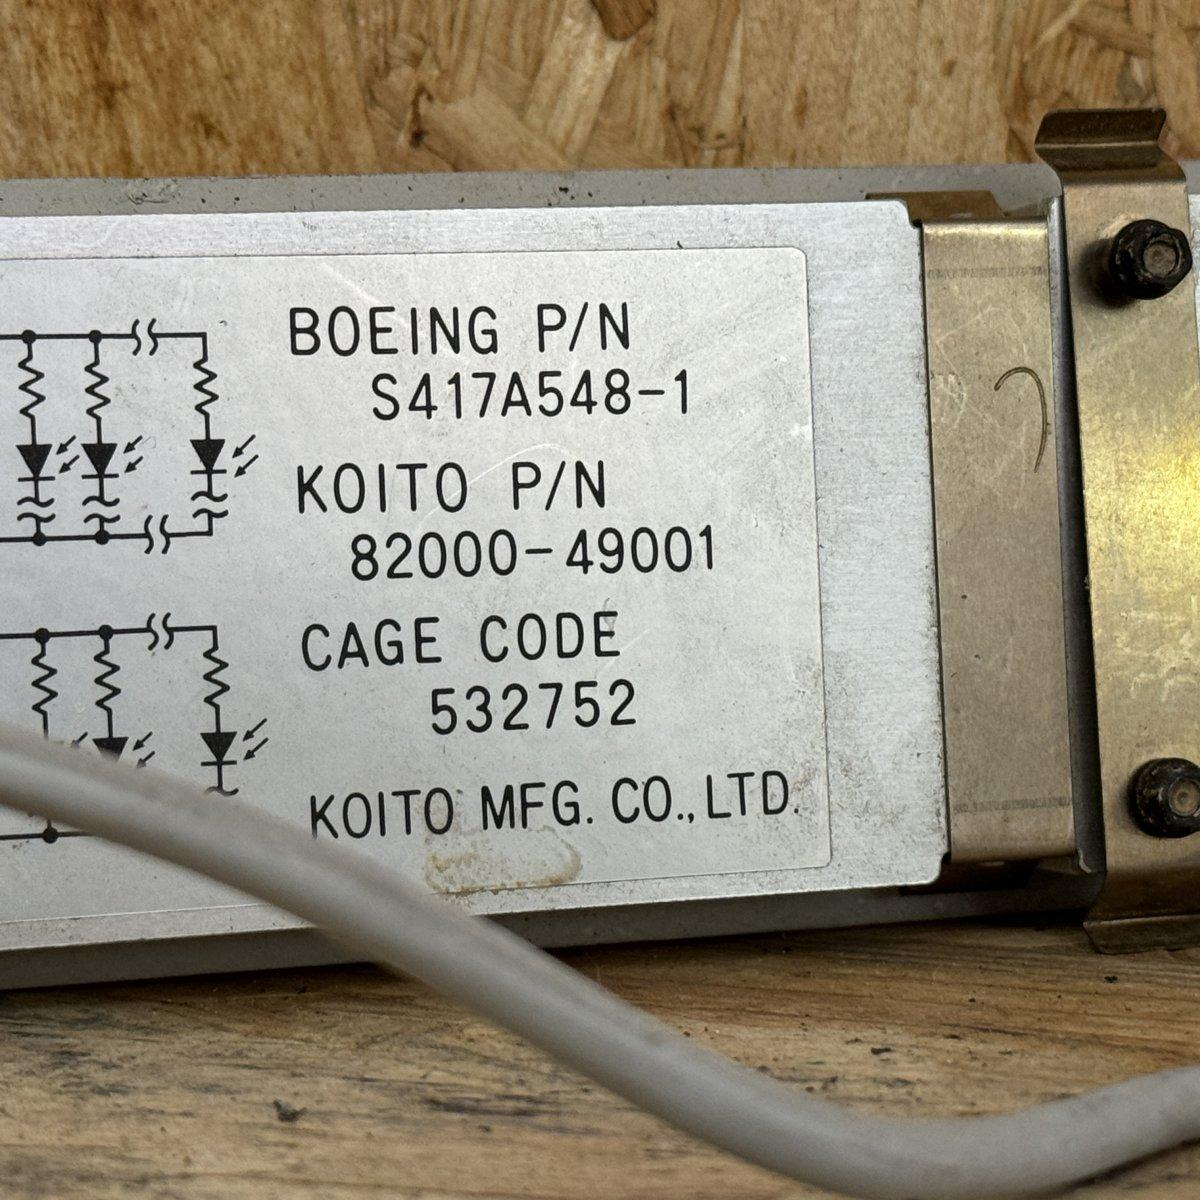 BOEING P/N
S417A548-1
KOITO P/N
82000-49001
CAGE CODE
532752
KOITO MFG. CO., LTD.